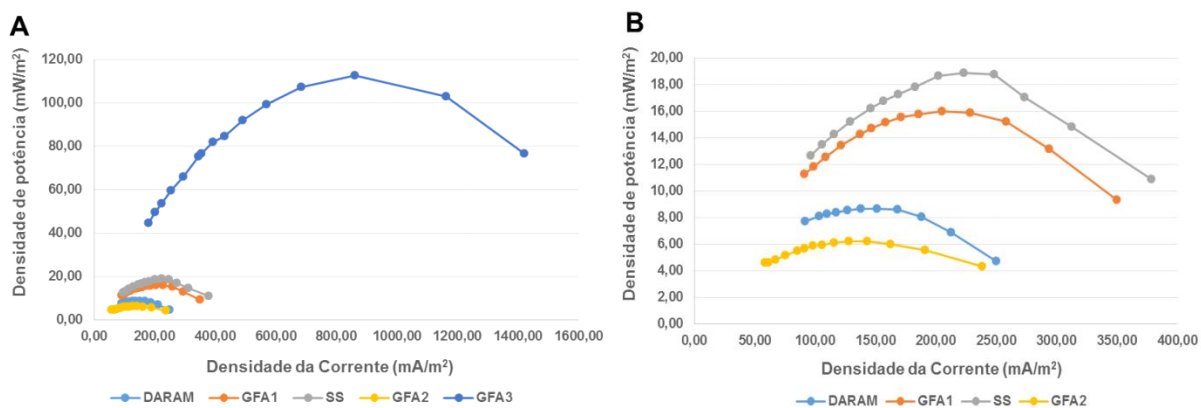 A
Densidade de potência (mW/m²)
120,00
100,00
80,00
60,00
40,00
20,00
0,00
0,00 200,00 400,00 600,00 800,00 1000,00 1200,00 1400,00 1600,00
Densidade da Corrente (mA/m²)
DARAM GFA1 SS GFA2 GFA3
B
Densidade de potência (mW/m²)
20,00
18,00
16,00
14,00
12,00
10,00
8,00
6,00
4,00
2,00
0,00
0,00 50,00 100,00 150,00 200,00 250,00 300,00 350,00 400,00
Densidade da Corrente (mA/m²)
DARAM GFA1 SS GFA2